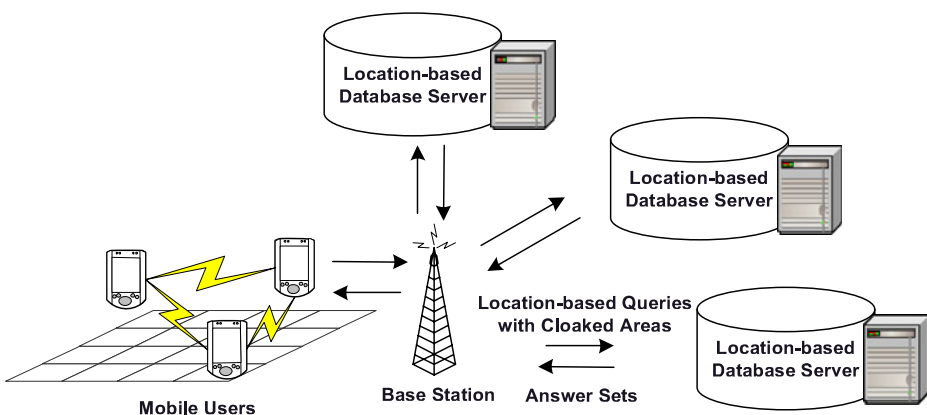 Location-based
Database Server
Location-based
Database Server
Location-based Queries
with Cloaked Areas
Location-based
Database Server
Mobile Users
Base Station
Answer Sets